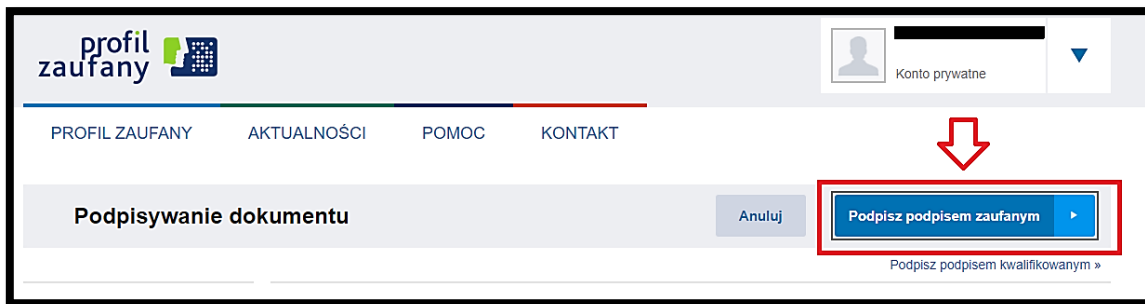 profil
zaufany
Konto prywatne
PROFIL ZAUFANY AKTUALNOŚCI POMOC KONTAKT
Podpisywanie dokumentu
Anuluj
Podpisz podpisem zaufanym
Podpisz podpisem kwalifikowanym »